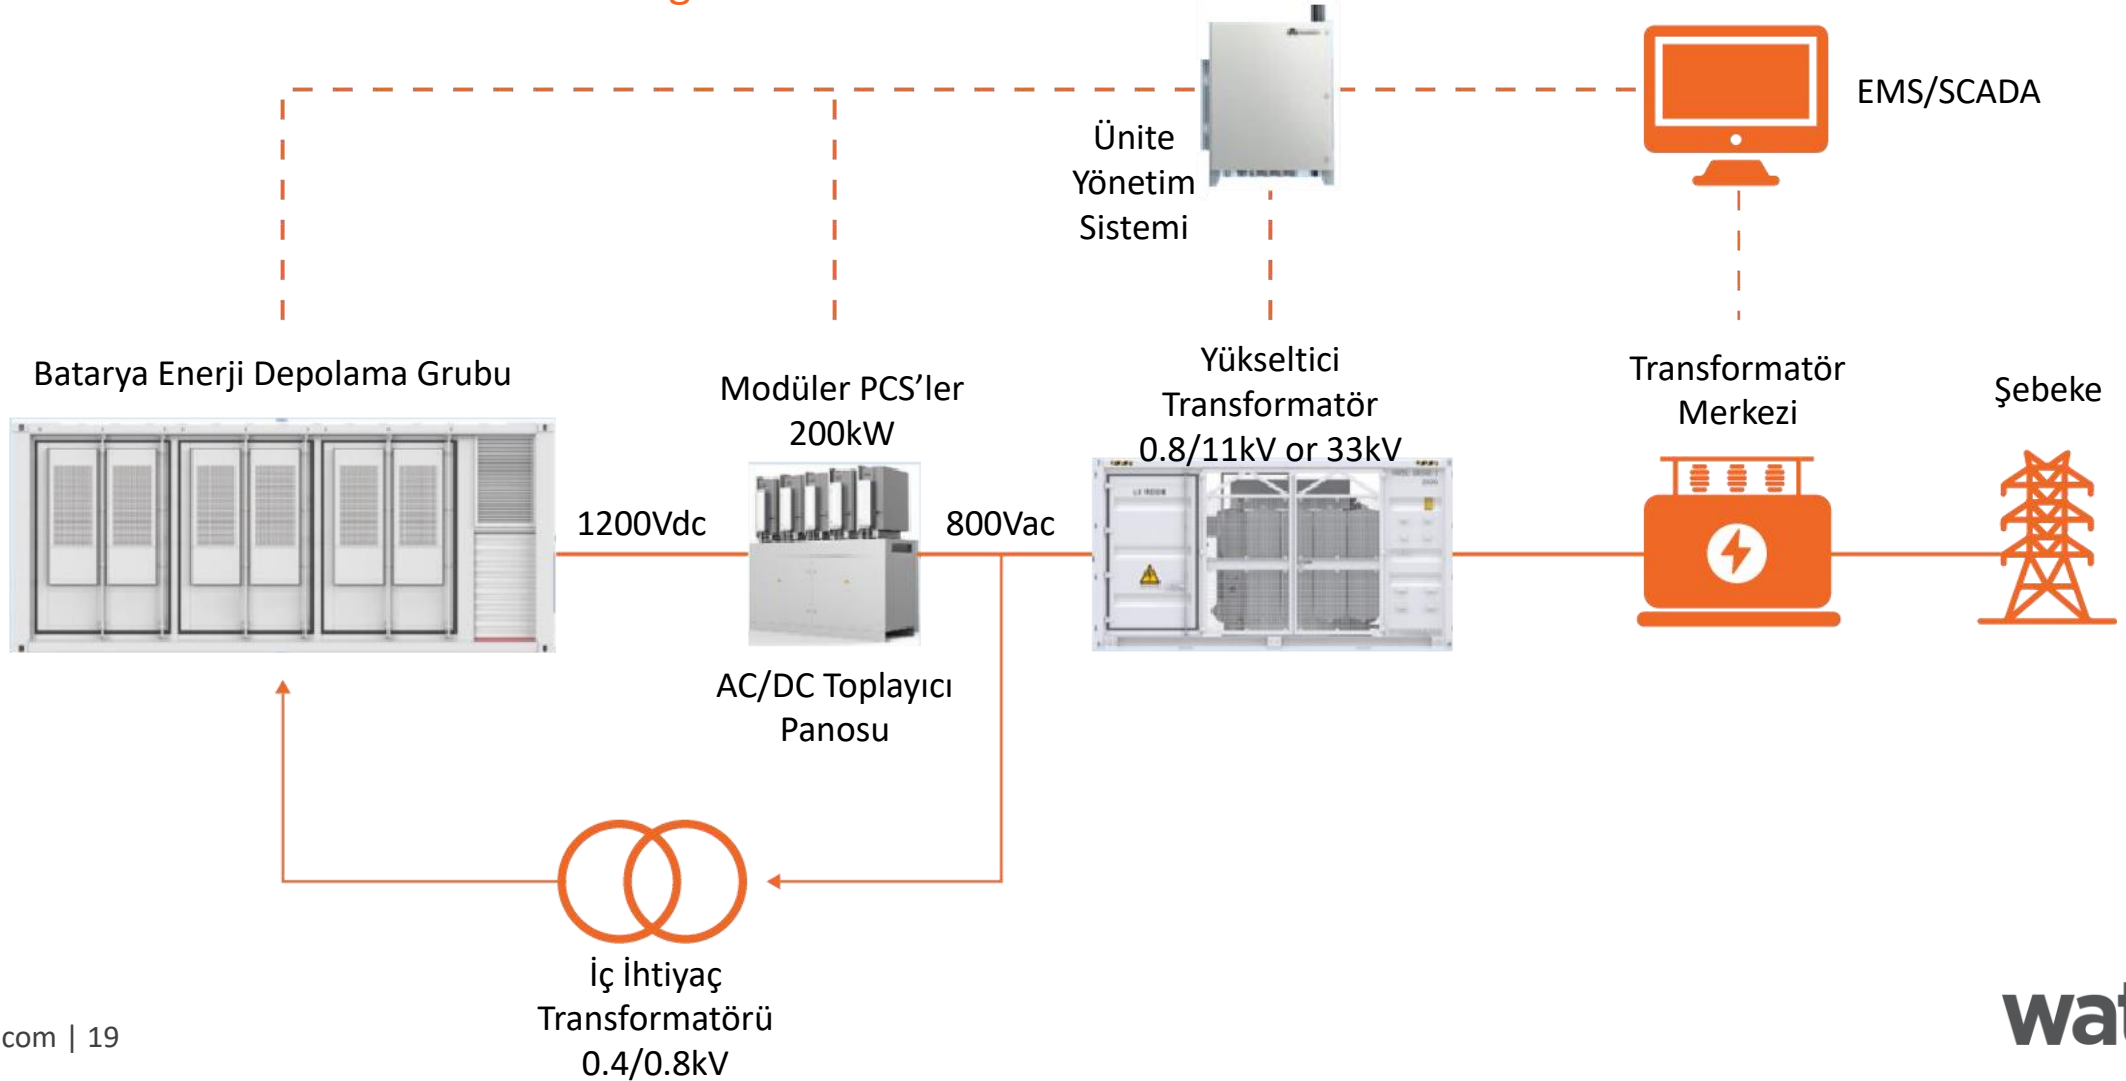 EMS/SCADA
Ünite
Yönetim
Sistemi
Batarya Enerji Depolama Grubu
Modüler PCS’ler
200kW
Yükseltici
Transformatör
0.8/11kV or 33kV
Transformatör
Merkezi
Şebeke
1200Vdc
800Vac
AC/DC Toplayıcı
Panosu
İç İhtiyaç
Transformatörü
0.4/0.8kV
com | 19
wat